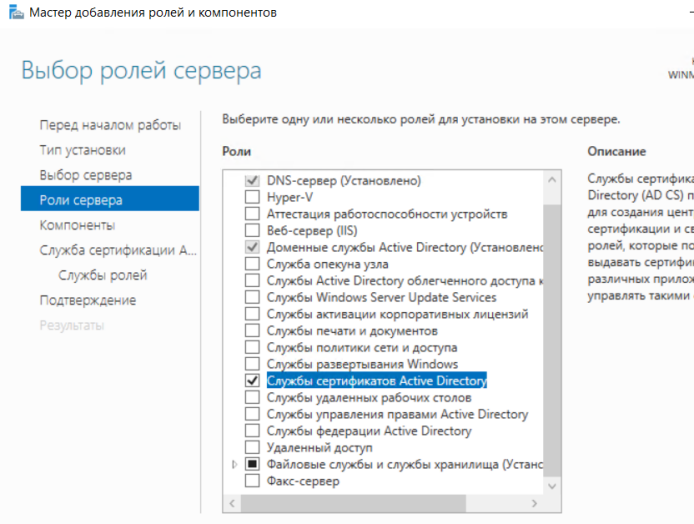 Мастер добавления ролей и компонентов
Выбор ролей сервера
WINM
Перед началом работы
Тип установки
Выбор сервера
Роли сервера
Компоненты
Служба сертификации A...
Службы ролей
Подтверждение
Результаты
Выберите одну или несколько ролей для установки на этом сервере.
Роли
DNS-сервер (Установлено)
Hyper-V
Аттестация работоспособности устройств
Веб-сервер (IIS)
Доменные службы Active Directory (Установленс
Служба опекуна узла
Службы Active Directory облегченного доступа к
Службы Windows Server Update Services
Службы активации корпоративных лицензий
Службы печати и документов
Службы политики сети и доступа
Службы развертывания Windows
Службы сертификатов Active Directory
Службы удаленных рабочих столов
Службы управления правами Active Directory
Службы федерации Active Directory
Удаленный доступ
Файловые службы и службы хранилища (Устанс
Факс-сервер
Описание
Службы сертифика
Directory (AD CS) п
для создания цент
сертификации и св
ролей, которые по
выдавать сертифи
различных прилож
управлять такими